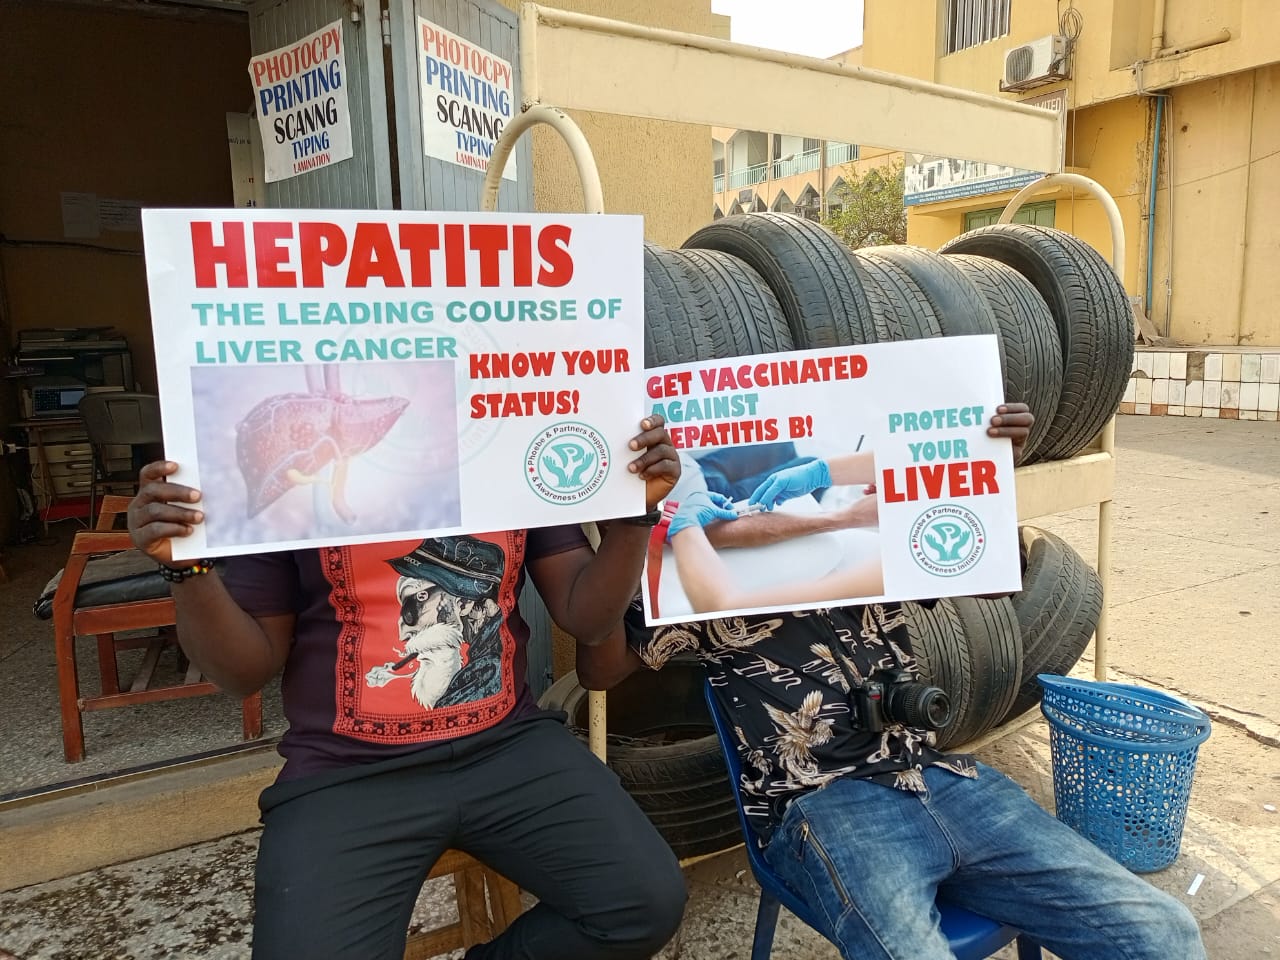 PHOTOCPY
PRINTING
SCANNG
TYPING
LAMINATION
PHOTOCPY
PRINTING
SCANNG
TYPING
HEPATITIS
THE LEADING COURSE OF
LIVER CANCER
KNOW YOUR
STATUS!
Phoebe & Partners Support
& Awareness Initiative
GET VACCINATED
AGAINST
EPATITIS B!
PROTECT
YOUR
LIVER
Phoebe & Partners Support
& Awareness Initiative